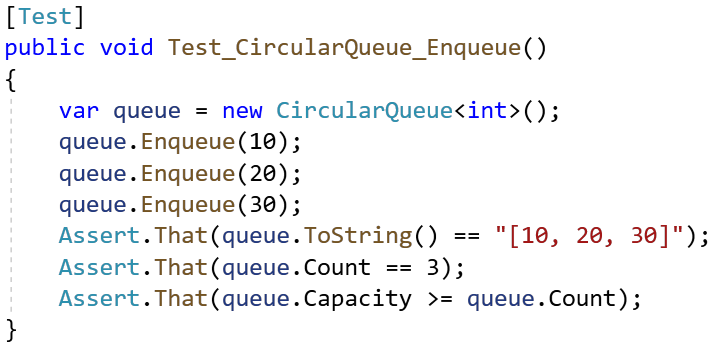 [Test]
public void Test_CircularQueue_Enqueue()
{
    var queue = new CircularQueue<int>();
    queue.Enqueue(10);
    queue.Enqueue(20);
    queue.Enqueue(30);
    Assert.That(queue.ToString() == "[10, 20, 30]");
    Assert.That(queue.Count == 3);
    Assert.That(queue.Capacity >= queue.Count);
}